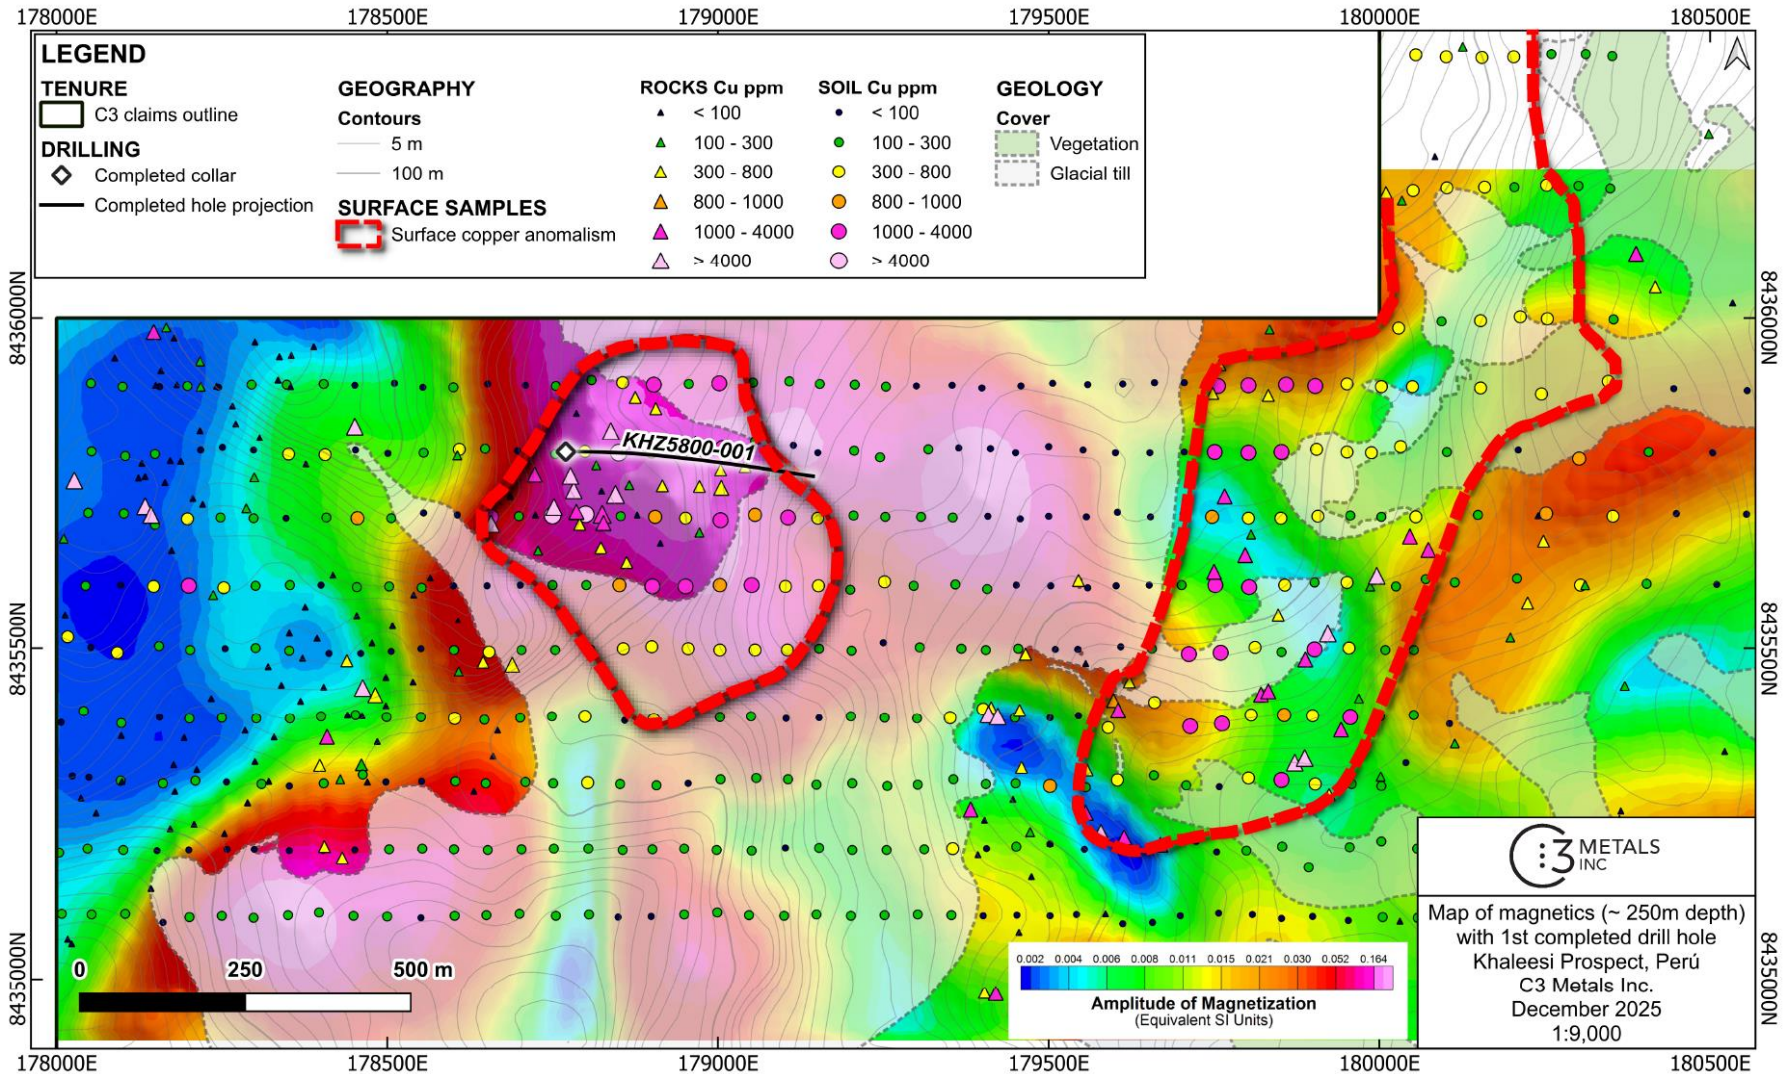 178000E 178500E 179000E 179500E 180000E 180500E
LEGEND
TENURE
C3 claims outline
DRILLING
Completed collar
Completed hole projection
GEOGRAPHY
Contours
5 m
100 m
SURFACE SAMPLES
Surface copper anomalism
ROCKS Cu ppm
< 100
100 - 300
300 - 800
800 - 1000
1000 - 4000
> 4000
SOIL Cu ppm
< 100
100 - 300
300 - 800
800 - 1000
1000 - 4000
> 4000
GEOLOGY
Cover
Vegetation
Glacial till
8436000N
8436000N
KHZ5800-001
8435500N
8435500N
8435000N
8435000N
0 250 500 m
0.002 0.004 0.006 0.008 0.011 0.015 0.021 0.030 0.052 0.164
Amplitude of Magnetization
(Equivalent SI Units)
C3 METALS
INC
Map of magnetics (~ 250m depth)
with 1st completed drill hole
Khaleesi Prospect, Perú
C3 Metals Inc.
December 2025
1:9,000
178000E 178500E 179000E 179500E 180000E 180500E